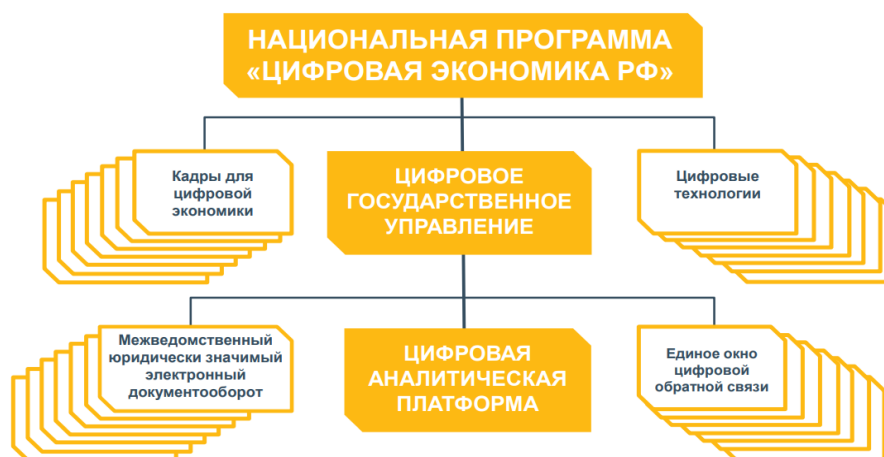 НАЦИОНАЛЬНАЯ ПРОГРАММА
«ЦИФРОВАЯ ЭКОНОМИКА РФ»
Кадры для
цифровой
экономики
ЦИФРОВОЕ
ГОСУДАРСТВЕННОЕ
УПРАВЛЕНИЕ
Цифровые
технологии
Межведомственный
юридически значимый
электронный
документооборот
ЦИФРОВАЯ
АНАЛИТИЧЕСКАЯ
ПЛАТФОРМА
Единое окно
цифровой
обратной связи